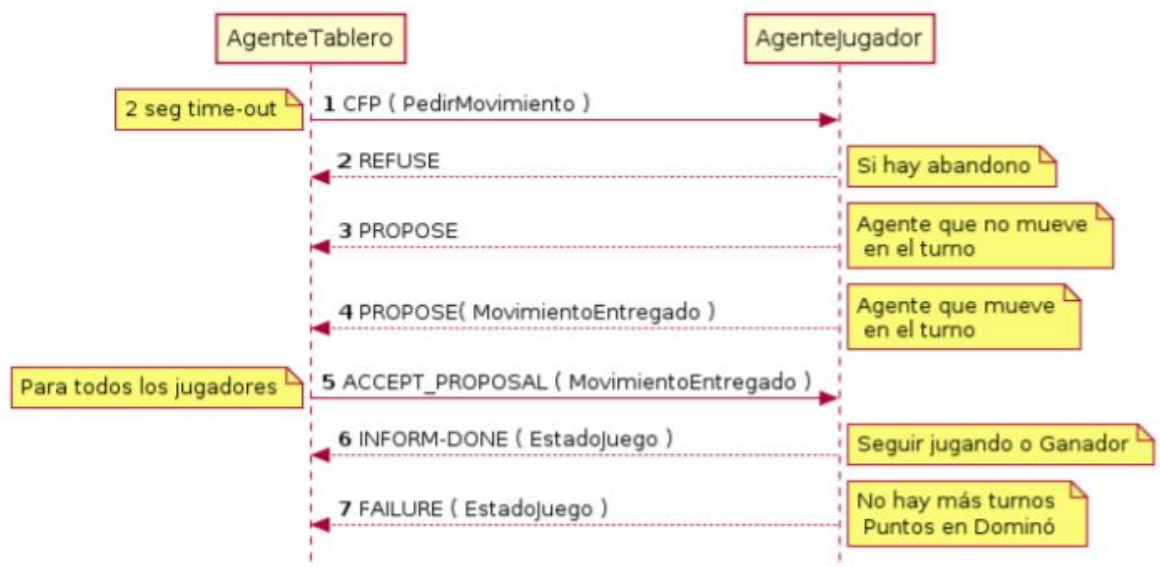 AgenteTablero
AgenteJugador
2 seg time-out
1 CFP ( PedirMovimiento )
2 REFUSE
Si hay abandono
3 PROPOSE
Agente que no mueve
en el turno
4 PROPOSE( MovimientoEntregado )
Agente que mueve
en el turno
Para todos los jugadores
5 ACCEPT_PROPOSAL ( MovimientoEntregado )
6 INFORM-DONE ( EstadoJuego )
Seguir jugando o Ganador
7 FAILURE ( EstadoJuego )
No hay más turnos
Puntos en Dominó